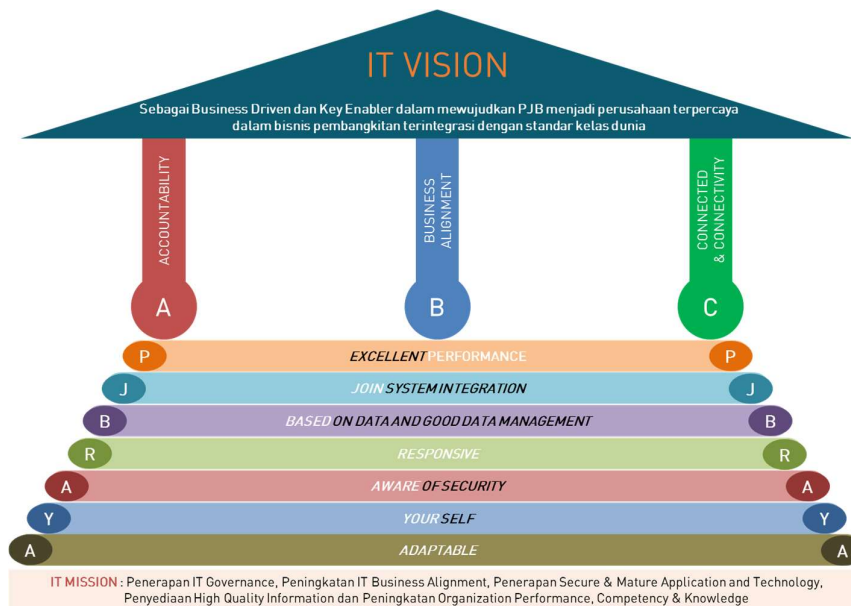 IT VISION
Sebagai Business Driven dan Key Enabler dalam mewujudkan PJB menjadi perusahaan terpercaya
dalam bisnis pembangkitan terintegrasi dengan standar kelas dunia
ACCOUNTABILITY
BUSINESS
ALIGNMENT
CONNECTED
& CONNECTIVITY
A
B
C
P EXCELLENT PERFORMANCE P
J JOIN SYSTEM INTEGRATION J
B BASED ON DATA AND GOOD DATA MANAGEMENT B
R RESPONSIVE R
A AWARE OF SECURITY A
Y YOUR SELF Y
A ADAPTABLE A
IT MISSION : Penerapan IT Governance, Peningkatan IT Business Alignment, Penerapan Secure & Mature Application and Technology,
Penyediaan High Quality Information dan Peningkatan Organization Performance, Competency & Knowledge